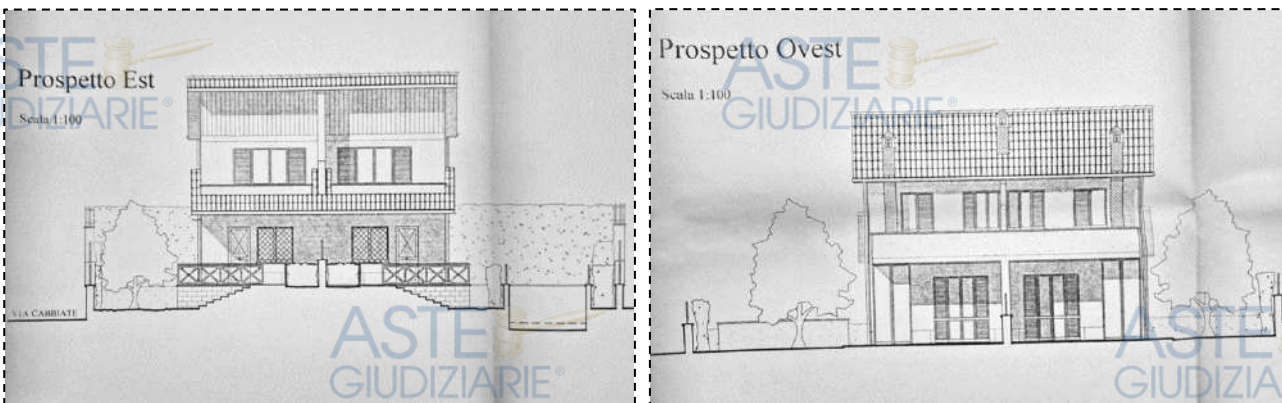 ASTE
GIUDIZIARIE®
Prospetto Est
Scala 1:100
VIA CABBIATE
ASTE
GIUDIZIARIE®
Prospetto Ovest
Scala 1:100
ASTE
GIUDIZIARIE®
ASTE
GIUDIZIA